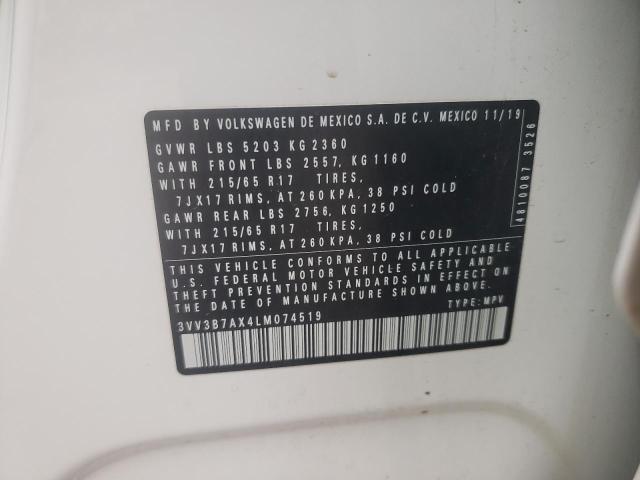 MFD BY VOLKSWAGEN DE MEXICO S.A. DE C.V. MEXICO 11/19
GVWR LBS 5203 KG 2360
GAWR FRONT LBS 2557, KG 1160
WITH 215/65 R17 TIRES,
7JX17 RIMS, AT 260 KPA, 38 PSI COLD
GAWR REAR LBS 2756, KG 1250
WITH 215/65 R17 TIRES,
7JX17 RIMS, AT 260 KPA, 38 PSI COLD
THIS VEHICLE CONFORMS TO ALL APPLICABLE
U.S. FEDERAL MOTOR VEHICLE SAFETY AND
THEFT PREVENTION STANDARDS IN EFFECT ON
THE DATE OF MANUFACTURE SHOWN ABOVE.
3VV3B7AX4LM074519 TYPE: MPV
4810087 3526